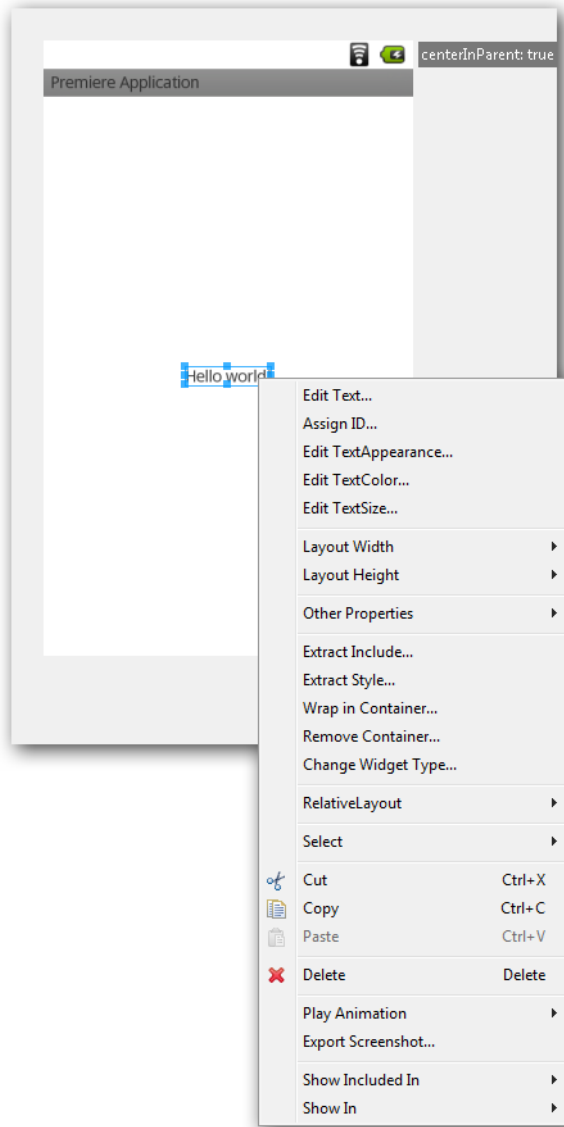 centerInParent: true
Premiere Application
Hello world!
Edit Text...
Assign ID...
Edit TextAppearance...
Edit TextColor...
Edit TextSize...
Layout Width
Layout Height
Other Properties
Extract Include...
Extract Style...
Wrap in Container...
Remove Container...
Change Widget Type...
RelativeLayout
Select
Cut Ctrl+X
Copy Ctrl+C
Paste Ctrl+V
Delete Delete
Play Animation
Export Screenshot...
Show Included In
Show In